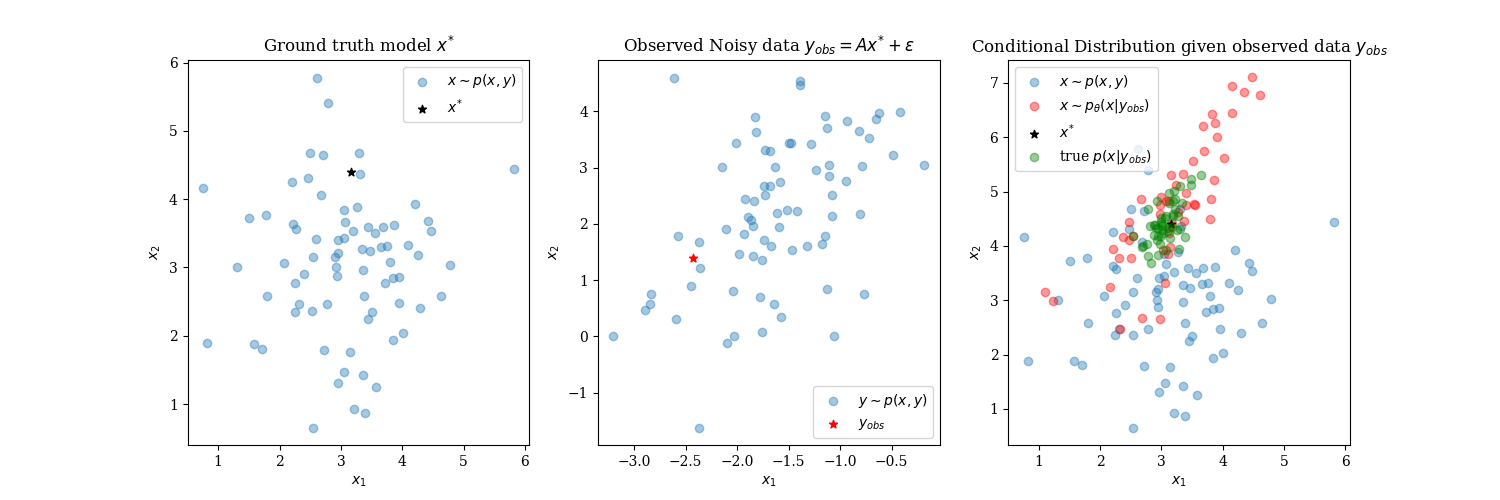 Ground truth model x*
x ~ p(x, y)
x*
6
5
4
3
2
1
x₂
1 2 3 4 5 6
x₁
Observed Noisy data y_obs = Ax* + ε
4
3
2
1
0
−1
x₂
y ~ p(x, y)
y_obs
−3.0 −2.5 −2.0 −1.5 −1.0 −0.5
x₁
Conditional Distribution given observed data y_obs
x ~ p(x, y)
x ~ p_θ(x|y_obs)
x*
true p(x|y_obs)
7
6
5
4
3
2
1
x₂
1 2 3 4 5 6
x₁